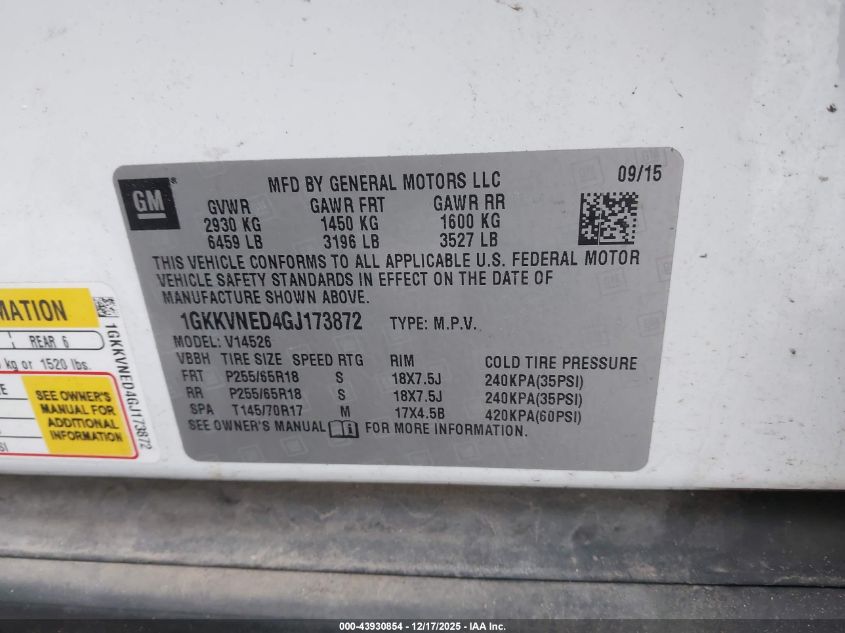 GM®
MFD BY GENERAL MOTORS LLC
09/15
GVWR GAWR FRT GAWR RR
2930 KG 1450 KG 1600 KG
6459 LB 3196 LB 3527 LB
THIS VEHICLE CONFORMS TO ALL APPLICABLE U.S. FEDERAL MOTOR
VEHICLE SAFETY STANDARDS IN EFFECT ON THE DATE OF
MANUFACTURE SHOWN ABOVE.
1GKKVNED4GJ173872 TYPE: M.P.V.
MODEL: V14526
VBBH TIRE SIZE SPEED RTG RIM COLD TIRE PRESSURE
FRT P255/65R18 S 18X7.5J 240KPA(35PSI)
RR P255/65R18 S 18X7.5J 240KPA(35PSI)
SPA T145/70R17 M 17X4.5B 420KPA(60PSI)
SEE OWNER'S MANUAL FOR MORE INFORMATION.
REAR 6
kg or 1520 lbs.
SEE OWNER'S
MANUAL FOR
ADDITIONAL
INFORMATION
1GKKVNED4GJ173872
000-43930854 - 12/17/2025 - IAA Inc.